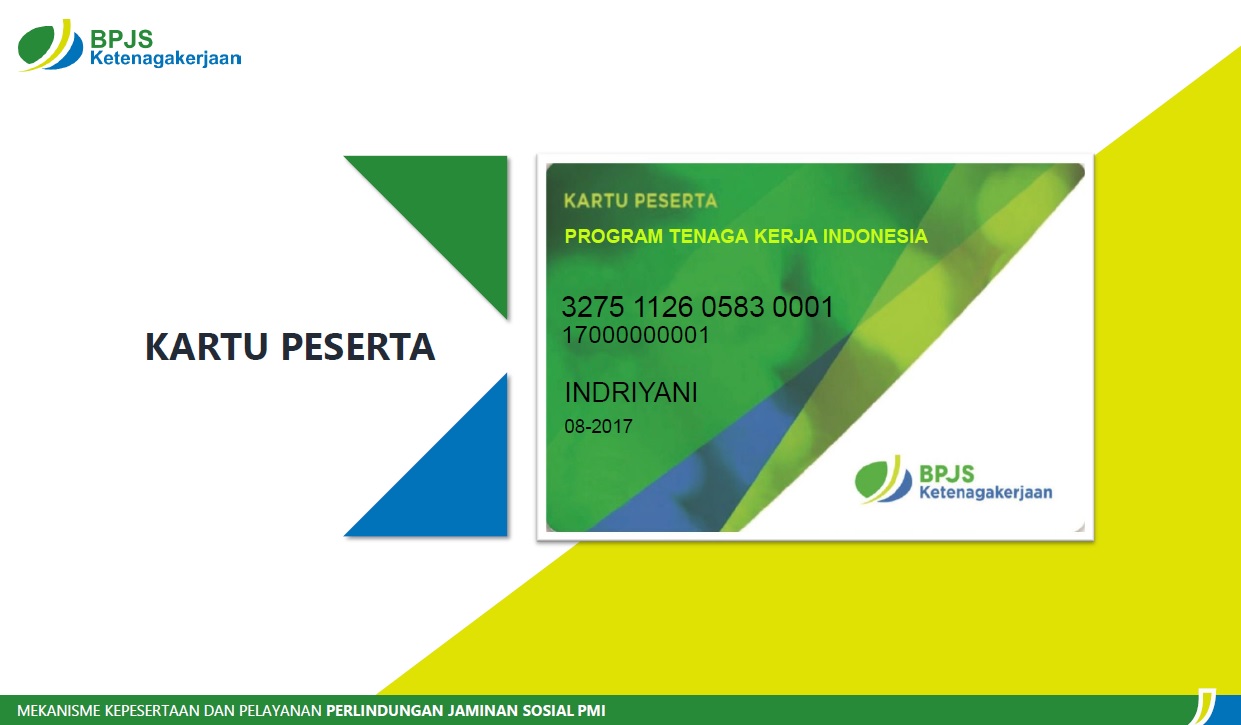 BPJS
Ketenagakerjaan
KARTU PESERTA
KARTU PESERTA
PROGRAM TENAGA KERJA INDONESIA
3275 1126 0583 0001
17000000001
INDRIYANI
08-2017
BPJS
Ketenagakerjaan
MEKANISME KEPESERTAAN DAN PELAYANAN PERLINDUNGAN JAMINAN SOSIAL PMI